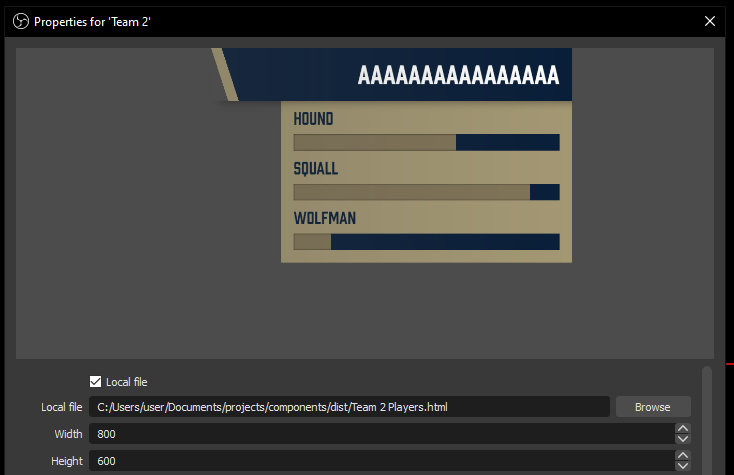 Properties for 'Team 2'
AAAAAAAAAAAAAAAA
HOUND
SQUALL
WOLFMAN
Local file
Local file C:/Users/user/Documents/projects/components/dist/Team 2 Players.html Browse
Width 800
Height 600